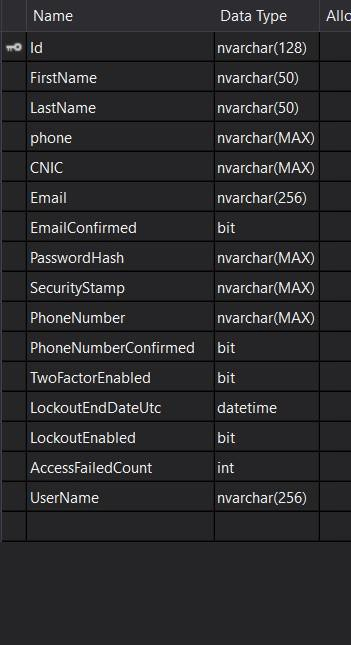 Name Data Type Allo
Id nvarchar(128)
FirstName nvarchar(50)
LastName nvarchar(50)
phone nvarchar(MAX)
CNIC nvarchar(MAX)
Email nvarchar(256)
EmailConfirmed bit
PasswordHash nvarchar(MAX)
SecurityStamp nvarchar(MAX)
PhoneNumber nvarchar(MAX)
PhoneNumberConfirmed bit
TwoFactorEnabled bit
LockoutEndDateUtc datetime
LockoutEnabled bit
AccessFailedCount int
UserName nvarchar(256)